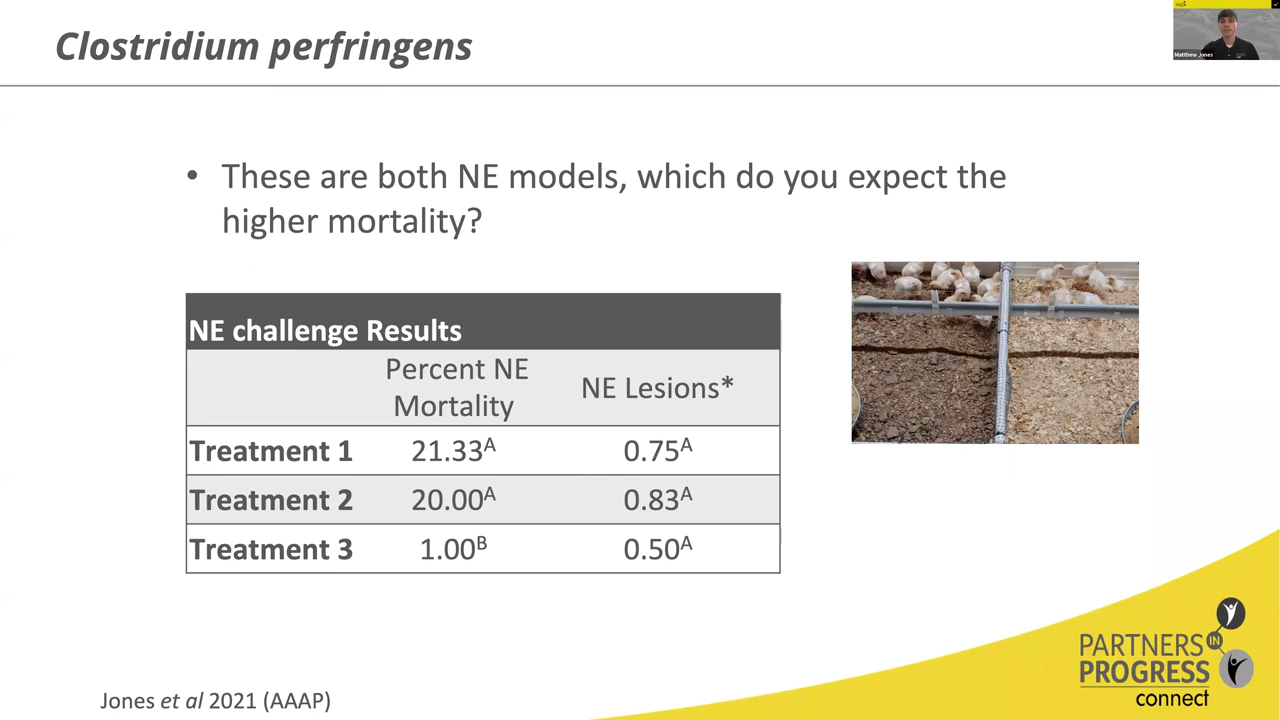 Clostridium perfringens
Matthew Jones
• These are both NE models, which do you expect the
higher mortality?
NE challenge Results
Percent NE
Mortality
NE Lesions*
Treatment 1 21.33A 0.75A
Treatment 2 20.00A 0.83A
Treatment 3 1.00B 0.50A
Jones et al 2021 (AAAP)
PARTNERS IN
PROGRESS
connect